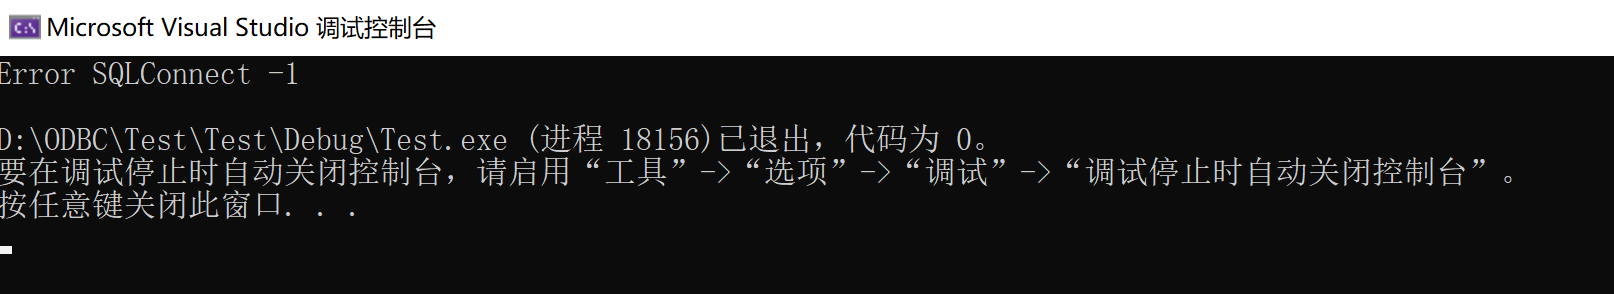 Microsoft Visual Studio 调试控制台
Error SQLConnect -1
D:\ODBC\Test\Test\Debug\Test.exe (进程 18156)已退出，代码为 0。
要在调试停止时自动关闭控制台，请启用“工具”->“选项”->“调试”->“调试停止时自动关闭控制台”。
按任意键关闭此窗口. . .